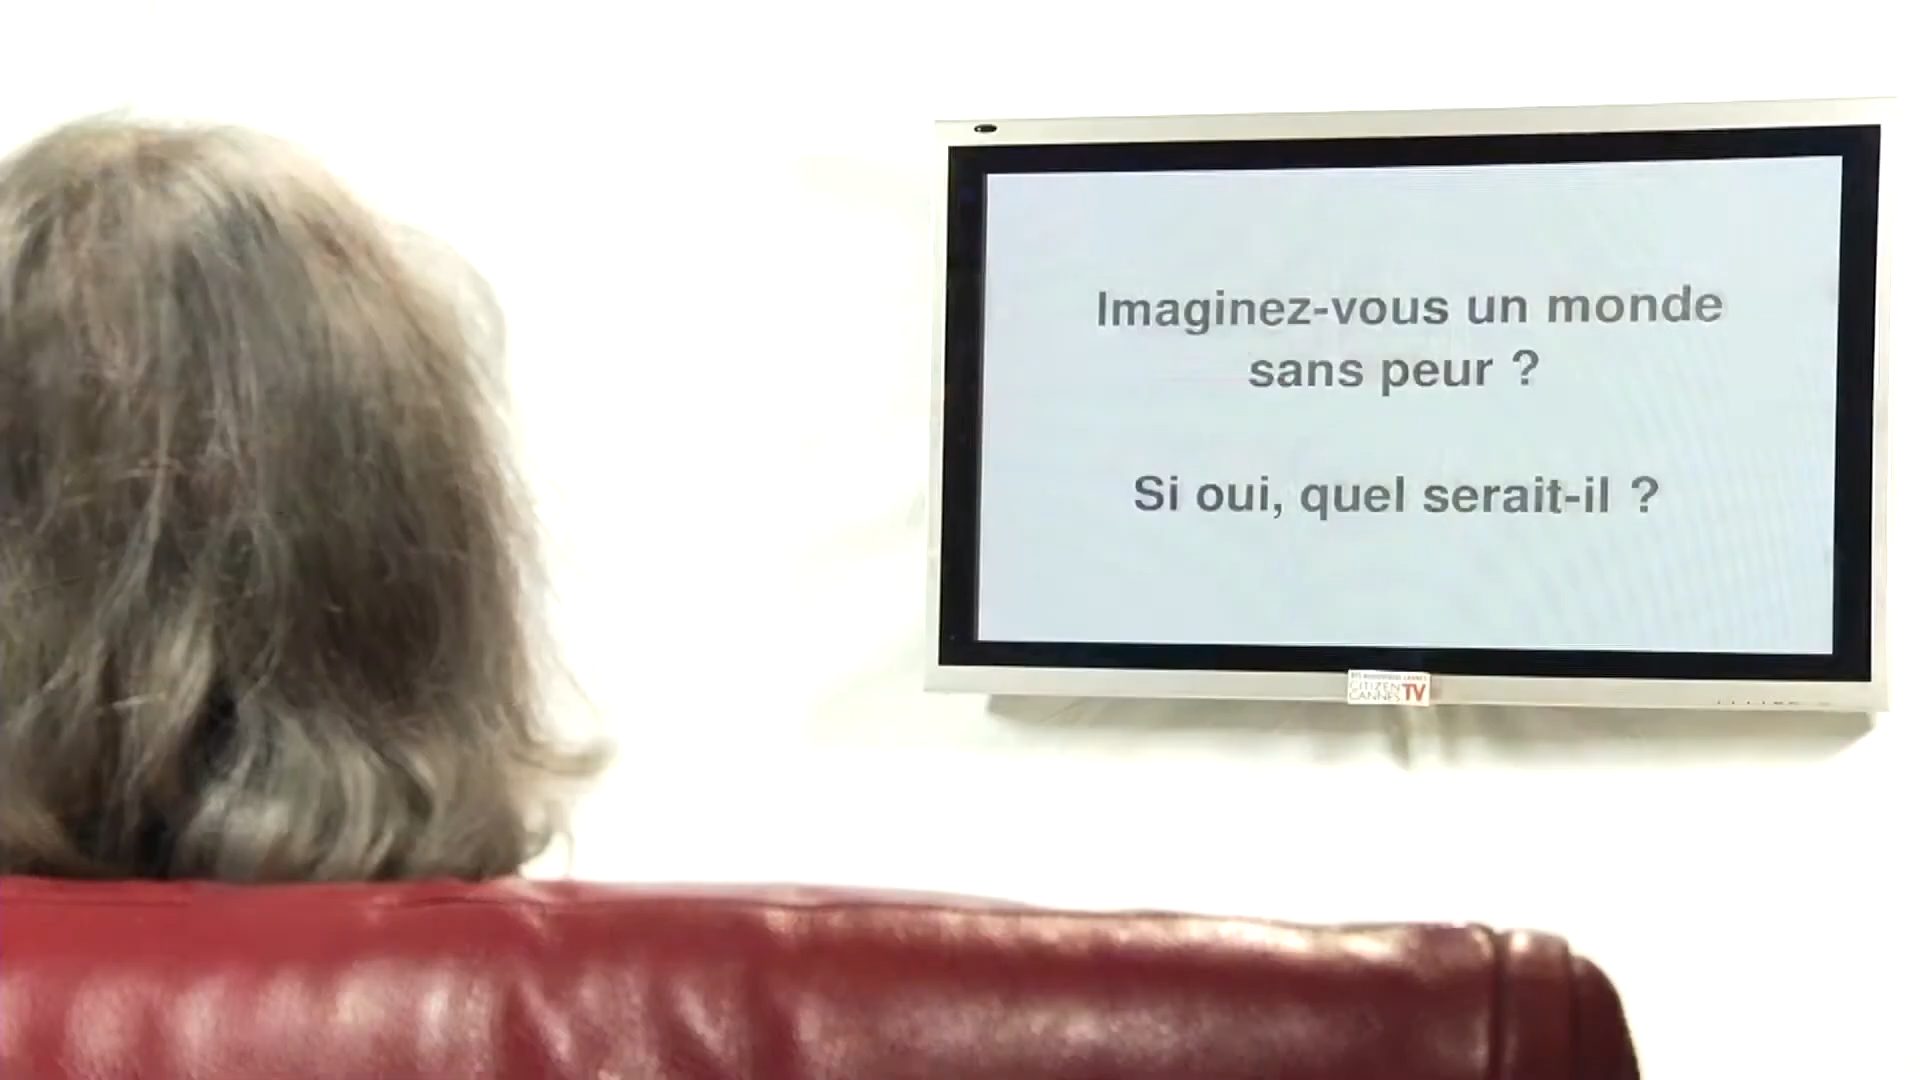 Imaginez-vous un monde
sans peur ?
Si oui, quel serait-il ?
CITIZEN
CANNES TV